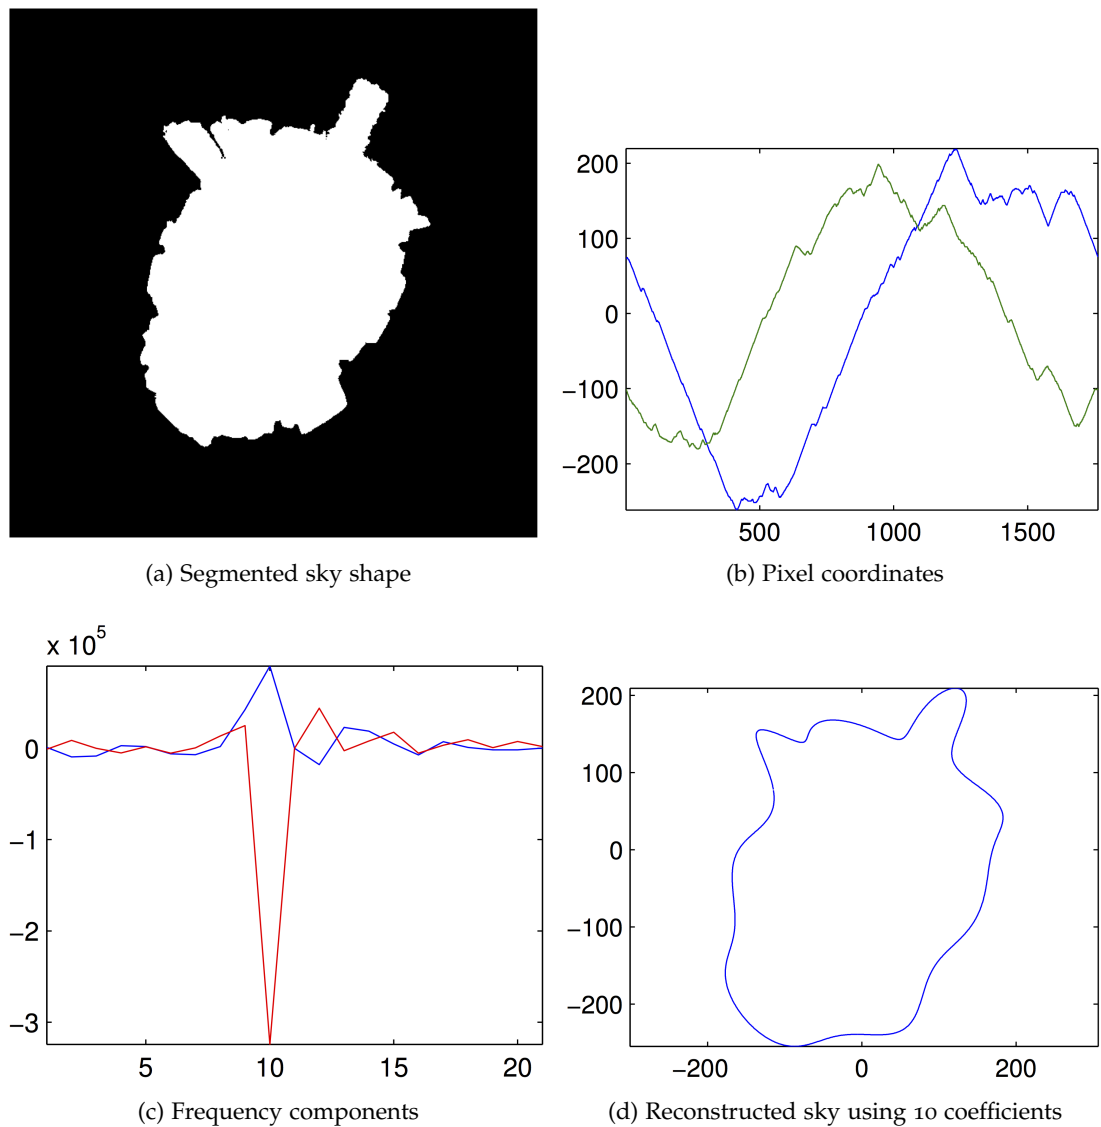 200
100
0
−100
−200
500 1000 1500
(a) Segmented sky shape
(b) Pixel coordinates
x 10^5
0
−1
−2
−3
5 10 15 20
200
100
0
−100
−200
−200 0 200
(c) Frequency components
(d) Reconstructed sky using 10 coefficients